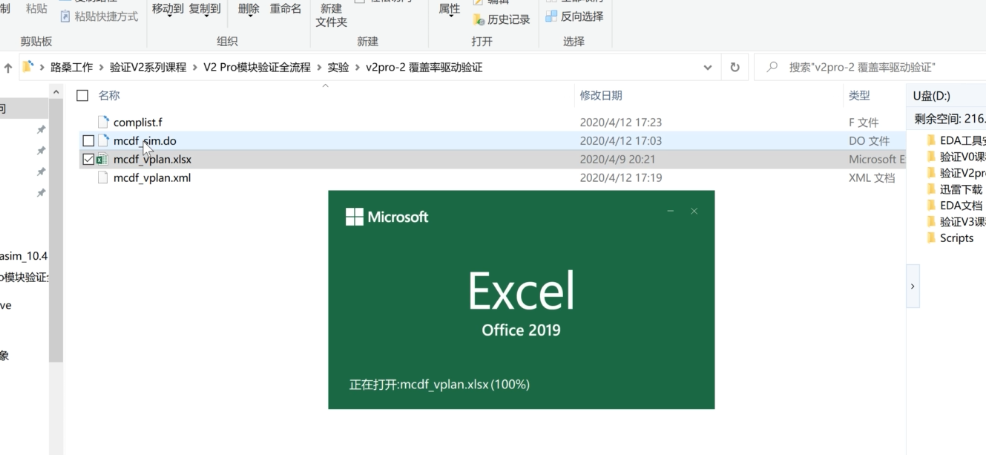 制 粘贴
粘贴快捷方式
移动到 复制到 删除 重命名
新建
文件夹
属性
历史记录
反向选择
剪贴板 组织 新建 打开 选择
路桑工作 > 验证V2系列课程 > V2 Pro模块验证全流程 > 实验 > v2pro-2 覆盖率驱动验证
搜索"v2pro-2 覆盖率驱动验证"
名称 修改日期 类型
complist.f 2020/4/12 17:23 F 文件
mcdf_sim.do 2020/4/12 17:03 DO 文件
mcdf_vplan.xlsx 2020/4/9 20:21 Microsoft E
mcdf_vplan.xml 2020/4/12 17:19 XML 文档
问
asim_10.4
o模块验证
ve
象
Microsoft
Excel
Office 2019
正在打开:mcdf_vplan.xlsx (100%)
U盘(D:)
剩余空间: 216.
EDA工具安
验证V0课
验证V2pr
迅雷下载
EDA文档
验证V3课
Scripts